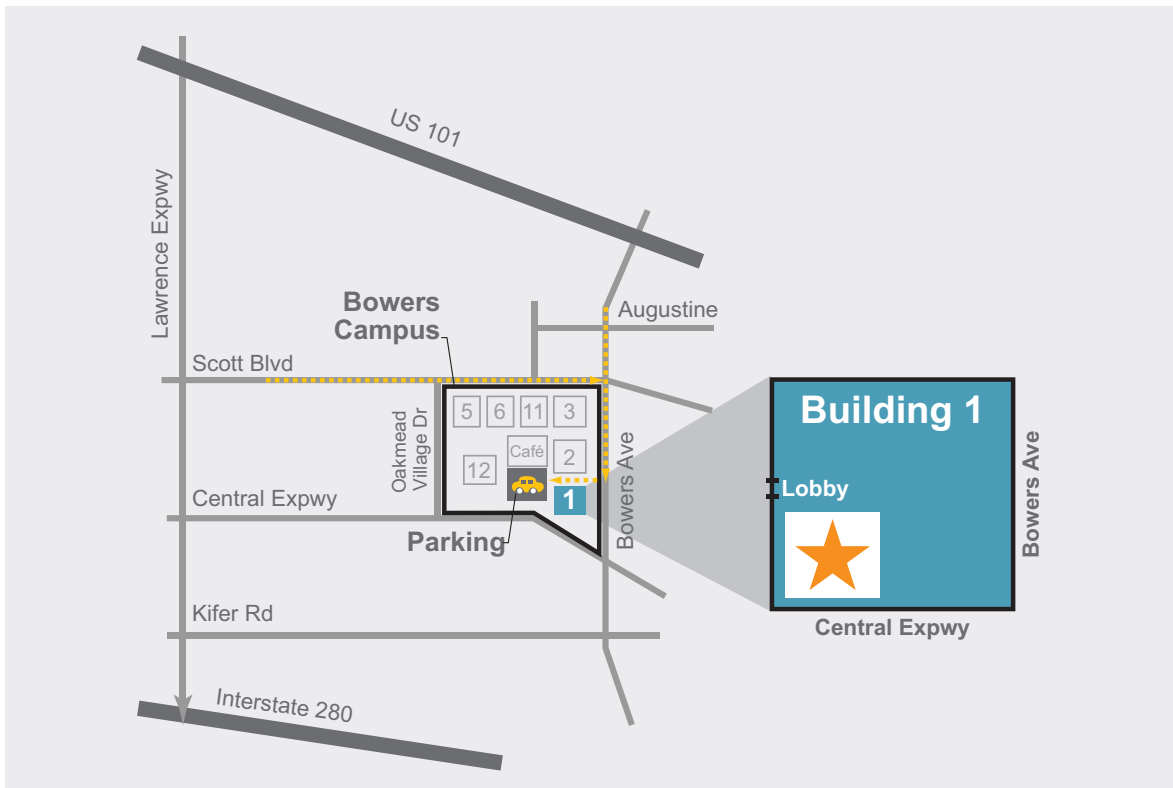 US 101
Lawrence Expwy
Bowers
Campus
Augustine
Scott Blvd
5
6
11
3
Oakmead
Village Dr
Café
2
12
1
Bowers Ave
Central Expwy
Parking
Kifer Rd
Interstate 280
Building 1
Lobby
Bowers Ave
Central Expwy